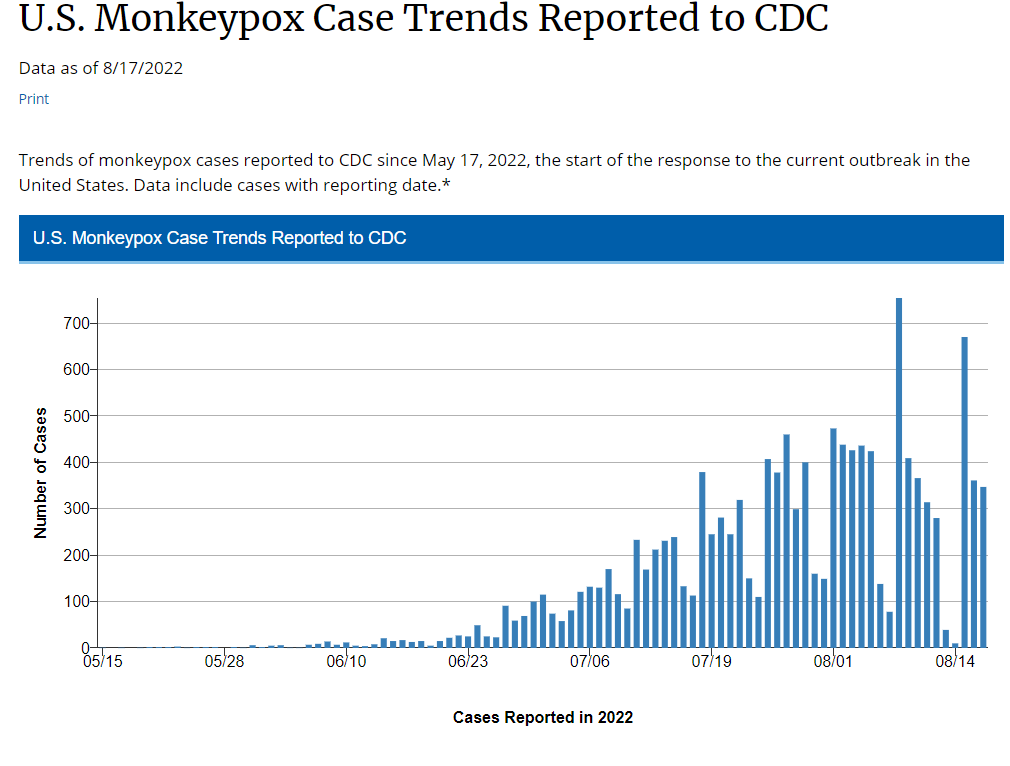 U.S. Monkeypox Case Trends Reported to CDC
Data as of 8/17/2022
Print
Trends of monkeypox cases reported to CDC since May 17, 2022, the start of the response to the current outbreak in the
United States. Data include cases with reporting date.*
U.S. Monkeypox Case Trends Reported to CDC
Number of Cases
700
600
500
400
300
200
100
0
05/15 05/28 06/10 06/23 07/06 07/19 08/01 08/14
Cases Reported in 2022